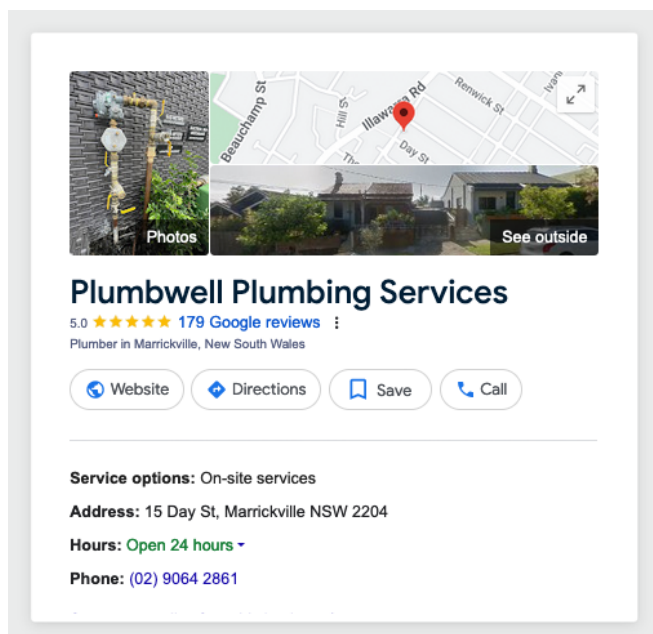 Beauchamp St
Hill St
Illawarra Rd
Renwick St
Day St
Photos
See outside
Plumbwell Plumbing Services
5.0 ★★★★★ 179 Google reviews
Plumber in Marrickville, New South Wales
Website
Directions
Save
Call
Service options: On-site services
Address: 15 Day St, Marrickville NSW 2204
Hours: Open 24 hours
Phone: (02) 9064 2861